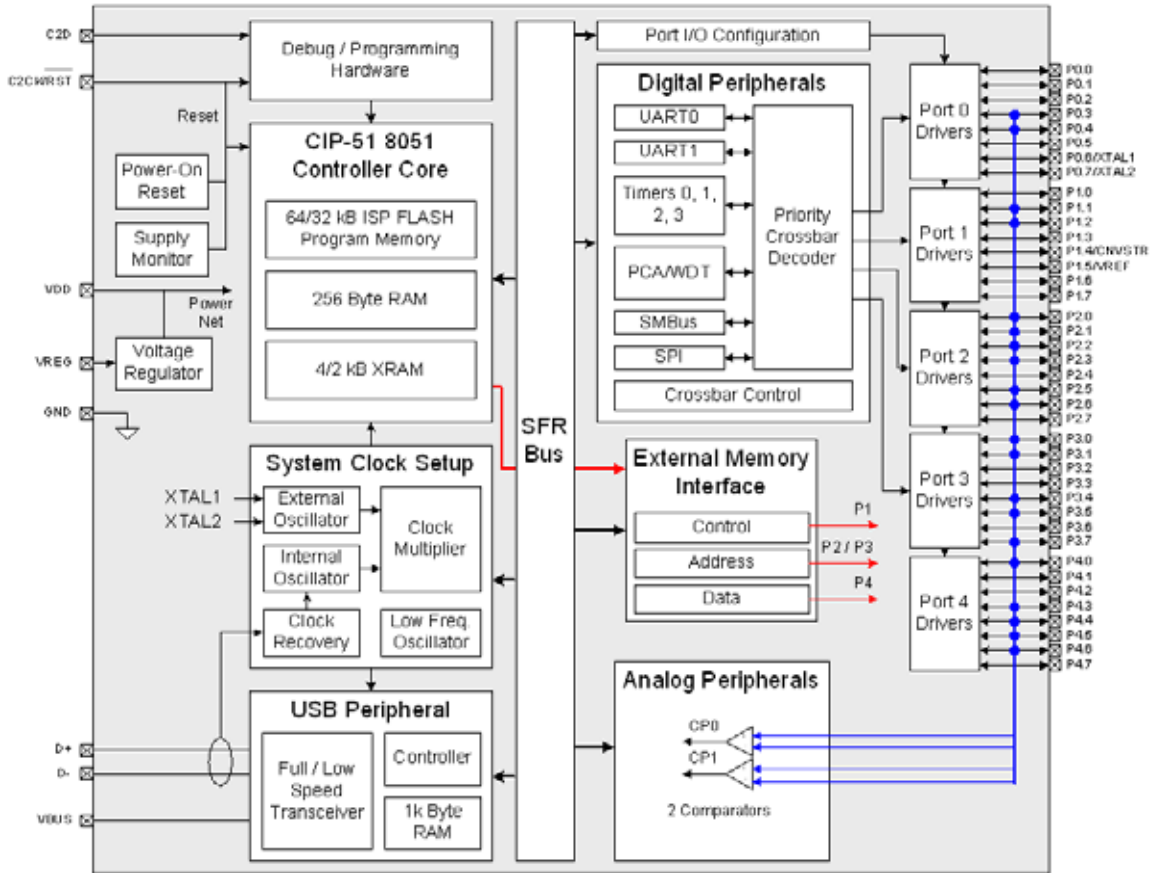 C2D
C2CK/RST
VDD
VREG
GND
D+
D-
VBUS
Debug / Programming
Hardware
Reset
Power-On
Reset
Supply
Monitor
Power
Net
Voltage
Regulator
CIP-51 8051
Controller Core
64/32 kB ISP FLASH
Program Memory
256 Byte RAM
4/2 kB XRAM
System Clock Setup
XTAL1
XTAL2
External
Oscillator
Internal
Oscillator
Clock
Recovery
Clock
Multiplier
Low Freq.
Oscillator
USB Peripheral
Full / Low
Speed
Transceiver
Controller
1k Byte
RAM
SFR
Bus
Port I/O Configuration
Digital Peripherals
UART0
UART1
Timers 0, 1,
2, 3
PCA/WDT
SMBus
SPI
Priority
Crossbar
Decoder
Crossbar Control
External Memory
Interface
Control
Address
Data
P1
P2 / P3
P4
Analog Peripherals
CP0
CP1
2 Comparators
Port 0
Drivers
Port 1
Drivers
Port 2
Drivers
Port 3
Drivers
Port 4
Drivers
P0.0
P0.1
P0.2
P0.3
P0.4
P0.5
P0.6/XTAL1
P0.7/XTAL2
P1.0
P1.1
P1.2
P1.3
P1.4/CNVSTR
P1.5/VREF
P1.6
P1.7
P2.0
P2.1
P2.2
P2.3
P2.4
P2.5
P2.6
P2.7
P3.0
P3.1
P3.2
P3.3
P3.4
P3.5
P3.6
P3.7
P4.0
P4.1
P4.2
P4.3
P4.4
P4.5
P4.6
P4.7